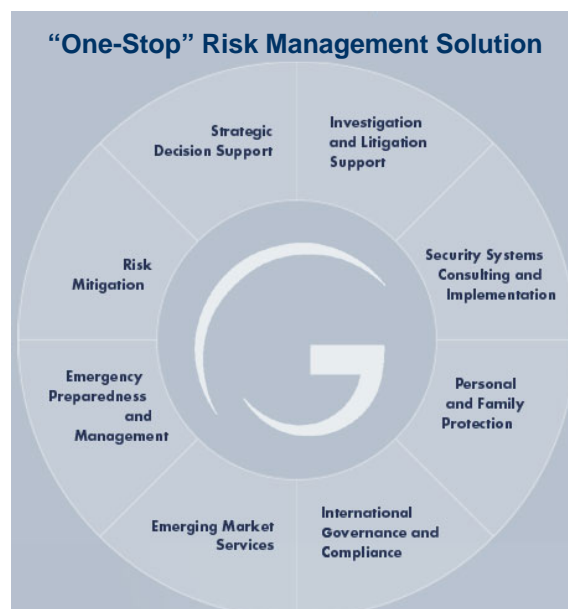 “One-Stop” Risk Management Solution
Strategic
Decision Support
Investigation
and Litigation
Support
Risk
Mitigation
Security Systems
Consulting and
Implementation
G
Emergency
Preparedness
and
Management
Personal
and Family
Protection
Emerging Market
Services
International
Governance and
Compliance